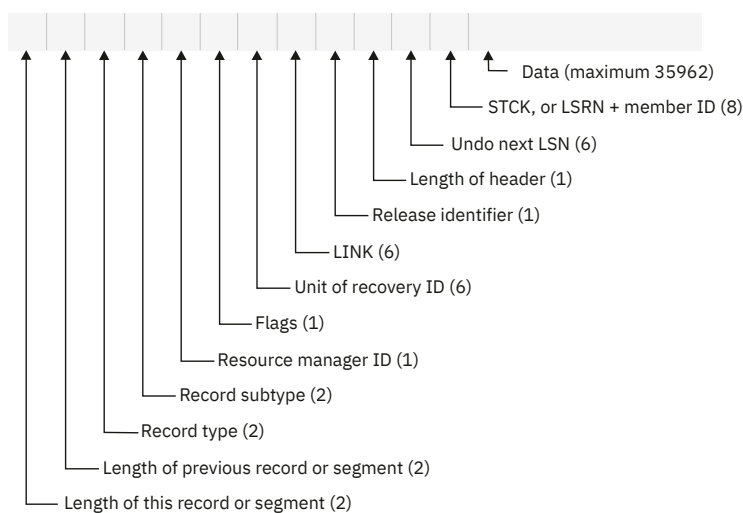 Data (maximum 35962)
STCK, or LSRN + member ID (8)
Undo next LSN (6)
Length of header (1)
Release identifier (1)
LINK (6)
Unit of recovery ID (6)
Flags (1)
Resource manager ID (1)
Record subtype (2)
Record type (2)
Length of previous record or segment (2)
Length of this record or segment (2)